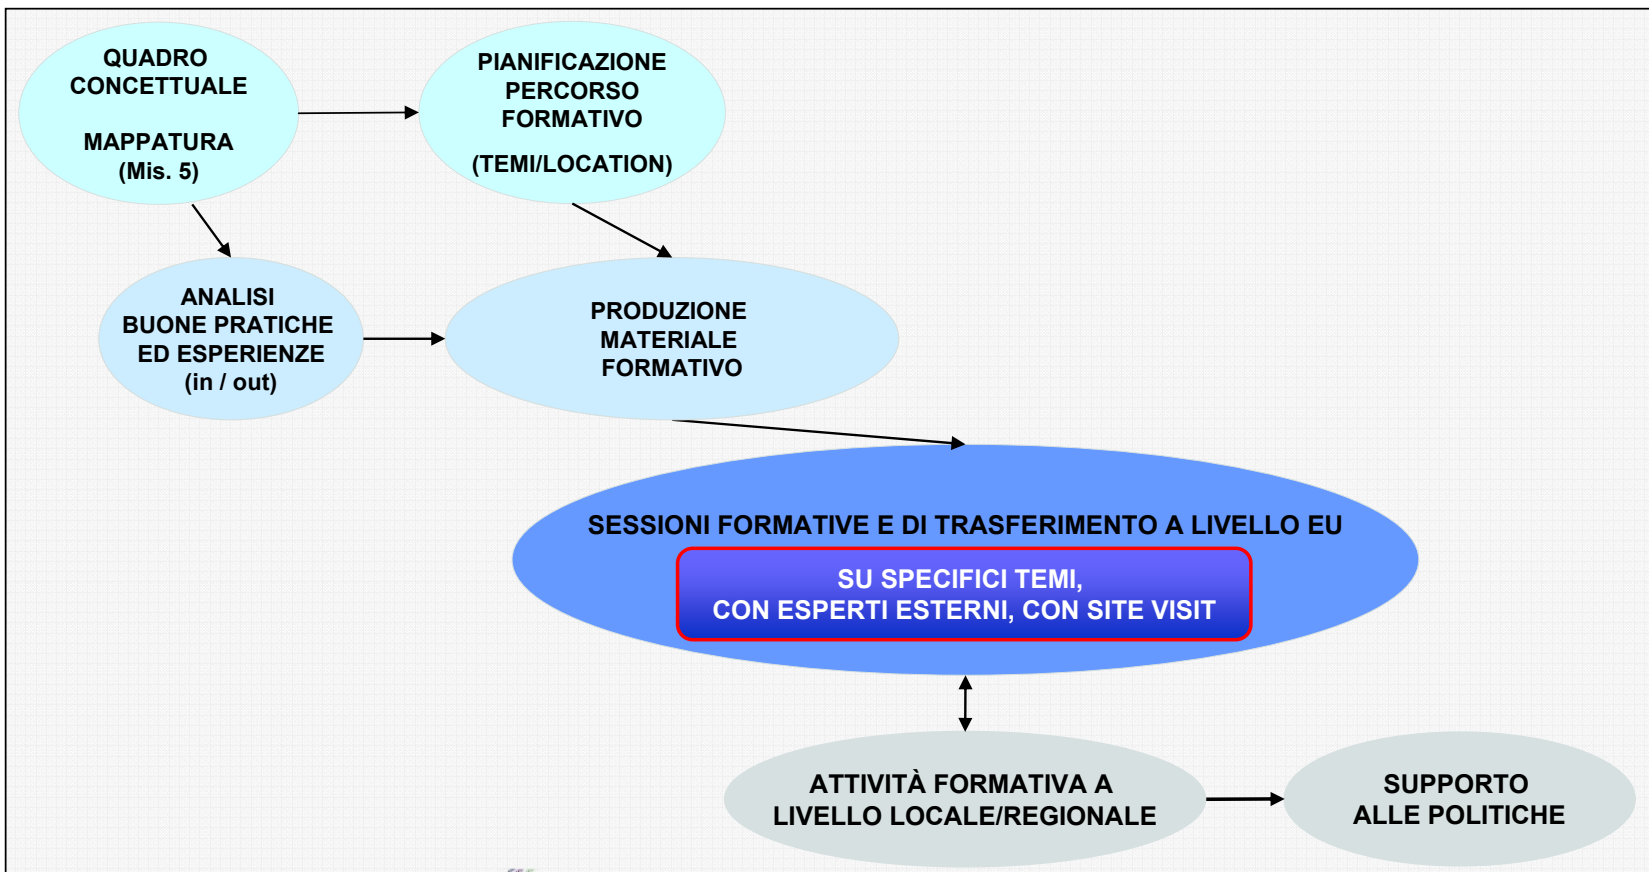 QUADRO
CONCETTUALE
MAPPATURA
(Mis. 5)
PIANIFICAZIONE
PERCORSO
FORMATIVO
(TEMI/LOCATION)
ANALISI
BUONE PRATICHE
ED ESPERIENZE
(in / out)
PRODUZIONE
MATERIALE
FORMATIVO
SESSIONI FORMATIVE E DI TRASFERIMENTO A LIVELLO EU
SU SPECIFICI TEMI,
CON ESPERTI ESTERNI, CON SITE VISIT
ATTIVITÀ FORMATIVA A
LIVELLO LOCALE/REGIONALE
SUPPORTO
ALLE POLITICHE